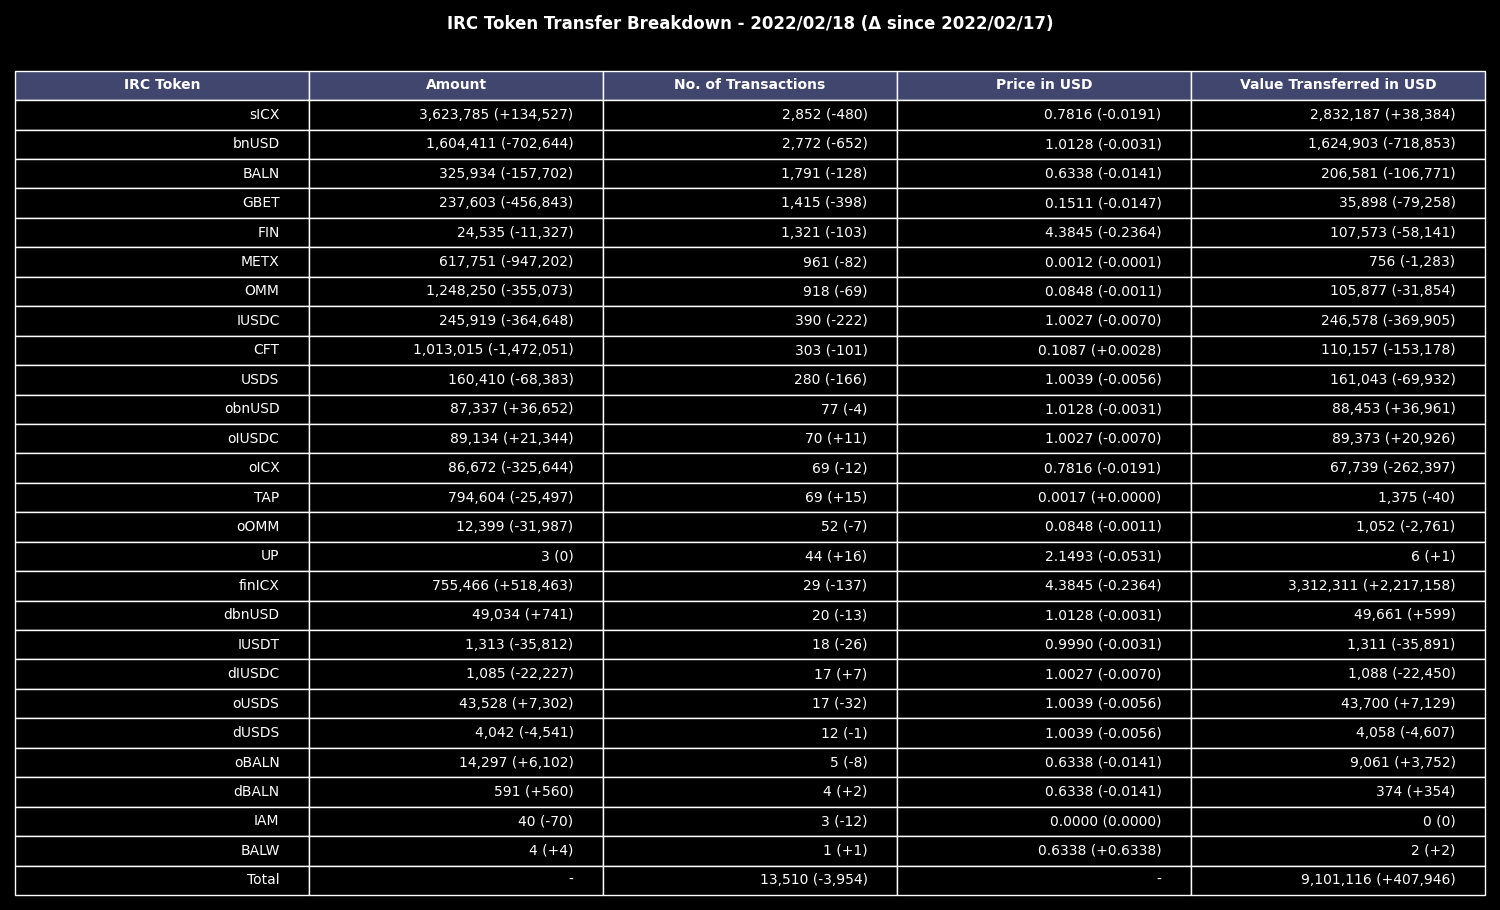 IRC Token Transfer Breakdown - 2022/02/18 (Δ since 2022/02/17)
IRC Token Amount No. of Transactions Price in USD Value Transferred in USD
sICX 3,623,785 (+134,527) 2,852 (-480) 0.7816 (-0.0191) 2,832,187 (+38,384)
bnUSD 1,604,411 (-702,644) 2,772 (-652) 1.0128 (-0.0031) 1,624,903 (-718,853)
BALN 325,934 (-157,702) 1,791 (-128) 0.6338 (-0.0141) 206,581 (-106,771)
GBET 237,603 (-456,843) 1,415 (-398) 0.1511 (-0.0147) 35,898 (-79,258)
FIN 24,535 (-11,327) 1,321 (-103) 4.3845 (-0.2364) 107,573 (-58,141)
METX 617,751 (-947,202) 961 (-82) 0.0012 (-0.0001) 756 (-1,283)
OMM 1,248,250 (-355,073) 918 (-69) 0.0848 (-0.0011) 105,877 (-31,854)
IUSDC 245,919 (-364,648) 390 (-222) 1.0027 (-0.0070) 246,578 (-369,905)
CFT 1,013,015 (-1,472,051) 303 (-101) 0.1087 (+0.0028) 110,157 (-153,178)
USDS 160,410 (-68,383) 280 (-166) 1.0039 (-0.0056) 161,043 (-69,932)
obnUSD 87,337 (+36,652) 77 (-4) 1.0128 (-0.0031) 88,453 (+36,961)
oIUSDC 89,134 (+21,344) 70 (+11) 1.0027 (-0.0070) 89,373 (+20,926)
oICX 86,672 (-325,644) 69 (-12) 0.7816 (-0.0191) 67,739 (-262,397)
TAP 794,604 (-25,497) 69 (+15) 0.0017 (+0.0000) 1,375 (-40)
oOMM 12,399 (-31,987) 52 (-7) 0.0848 (-0.0011) 1,052 (-2,761)
UP 3 (0) 44 (+16) 2.1493 (-0.0531) 6 (+1)
finICX 755,466 (+518,463) 29 (-137) 4.3845 (-0.2364) 3,312,311 (+2,217,158)
dbnUSD 49,034 (+741) 20 (-13) 1.0128 (-0.0031) 49,661 (+599)
IUSDT 1,313 (-35,812) 18 (-26) 0.9990 (-0.0031) 1,311 (-35,891)
dIUSDC 1,085 (-22,227) 17 (+7) 1.0027 (-0.0070) 1,088 (-22,450)
oUSDS 43,528 (+7,302) 17 (-32) 1.0039 (-0.0056) 43,700 (+7,129)
dUSDS 4,042 (-4,541) 12 (-1) 1.0039 (-0.0056) 4,058 (-4,607)
oBALN 14,297 (+6,102) 5 (-8) 0.6338 (-0.0141) 9,061 (+3,752)
dBALN 591 (+560) 4 (+2) 0.6338 (-0.0141) 374 (+354)
IAM 40 (-70) 3 (-12) 0.0000 (0.0000) 0 (0)
BALW 4 (+4) 1 (+1) 0.6338 (+0.6338) 2 (+2)
Total - 13,510 (-3,954) - 9,101,116 (+407,946)